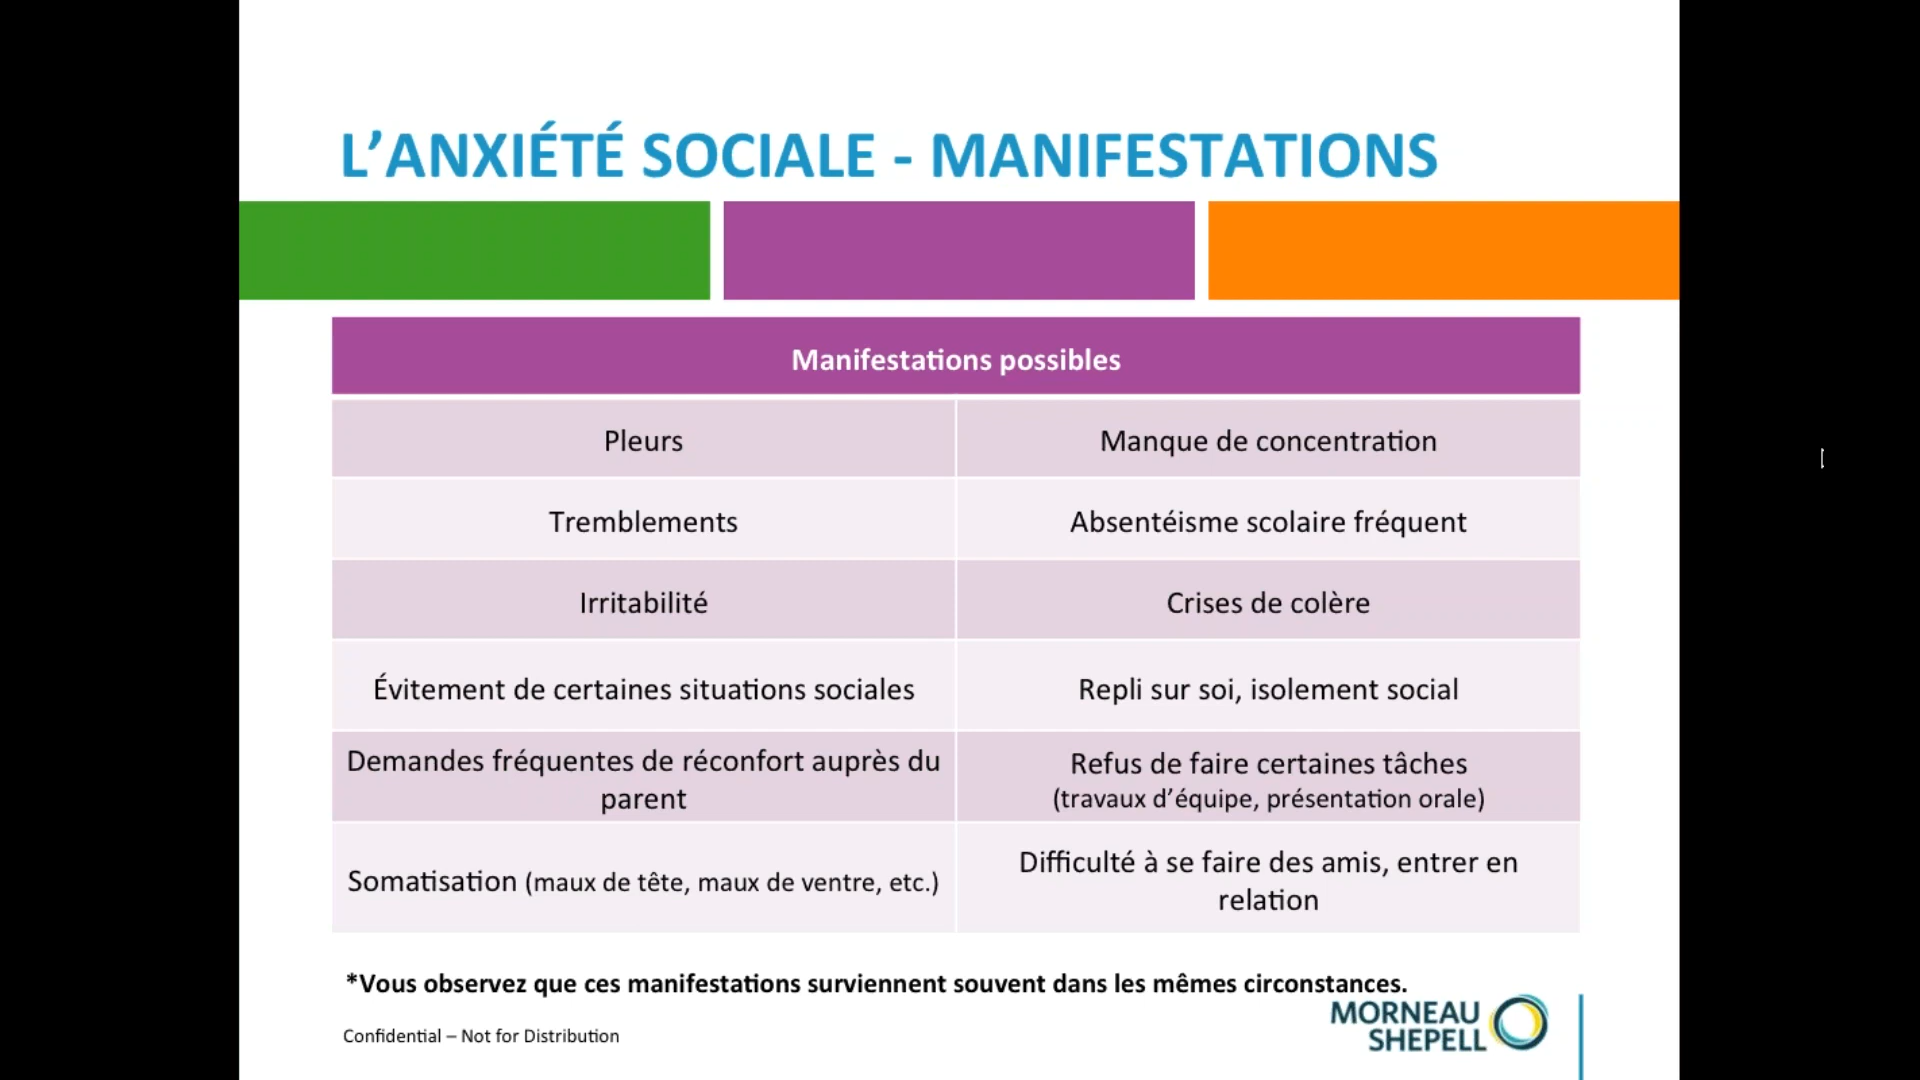 L’ANXIÉTÉ SOCIALE - MANIFESTATIONS
Manifestations possibles
Pleurs
Manque de concentration
Tremblements
Absentéisme scolaire fréquent
Irritabilité
Crises de colère
Évitement de certaines situations sociales
Repli sur soi, isolement social
Demandes fréquentes de réconfort auprès du
parent
Refus de faire certaines tâches
(travaux d’équipe, présentation orale)
Somatisation (maux de tête, maux de ventre, etc.)
Difficulté à se faire des amis, entrer en
relation
*Vous observez que ces manifestations surviennent souvent dans les mêmes circonstances.
Confidential – Not for Distribution
MORNEAU
SHEPELL